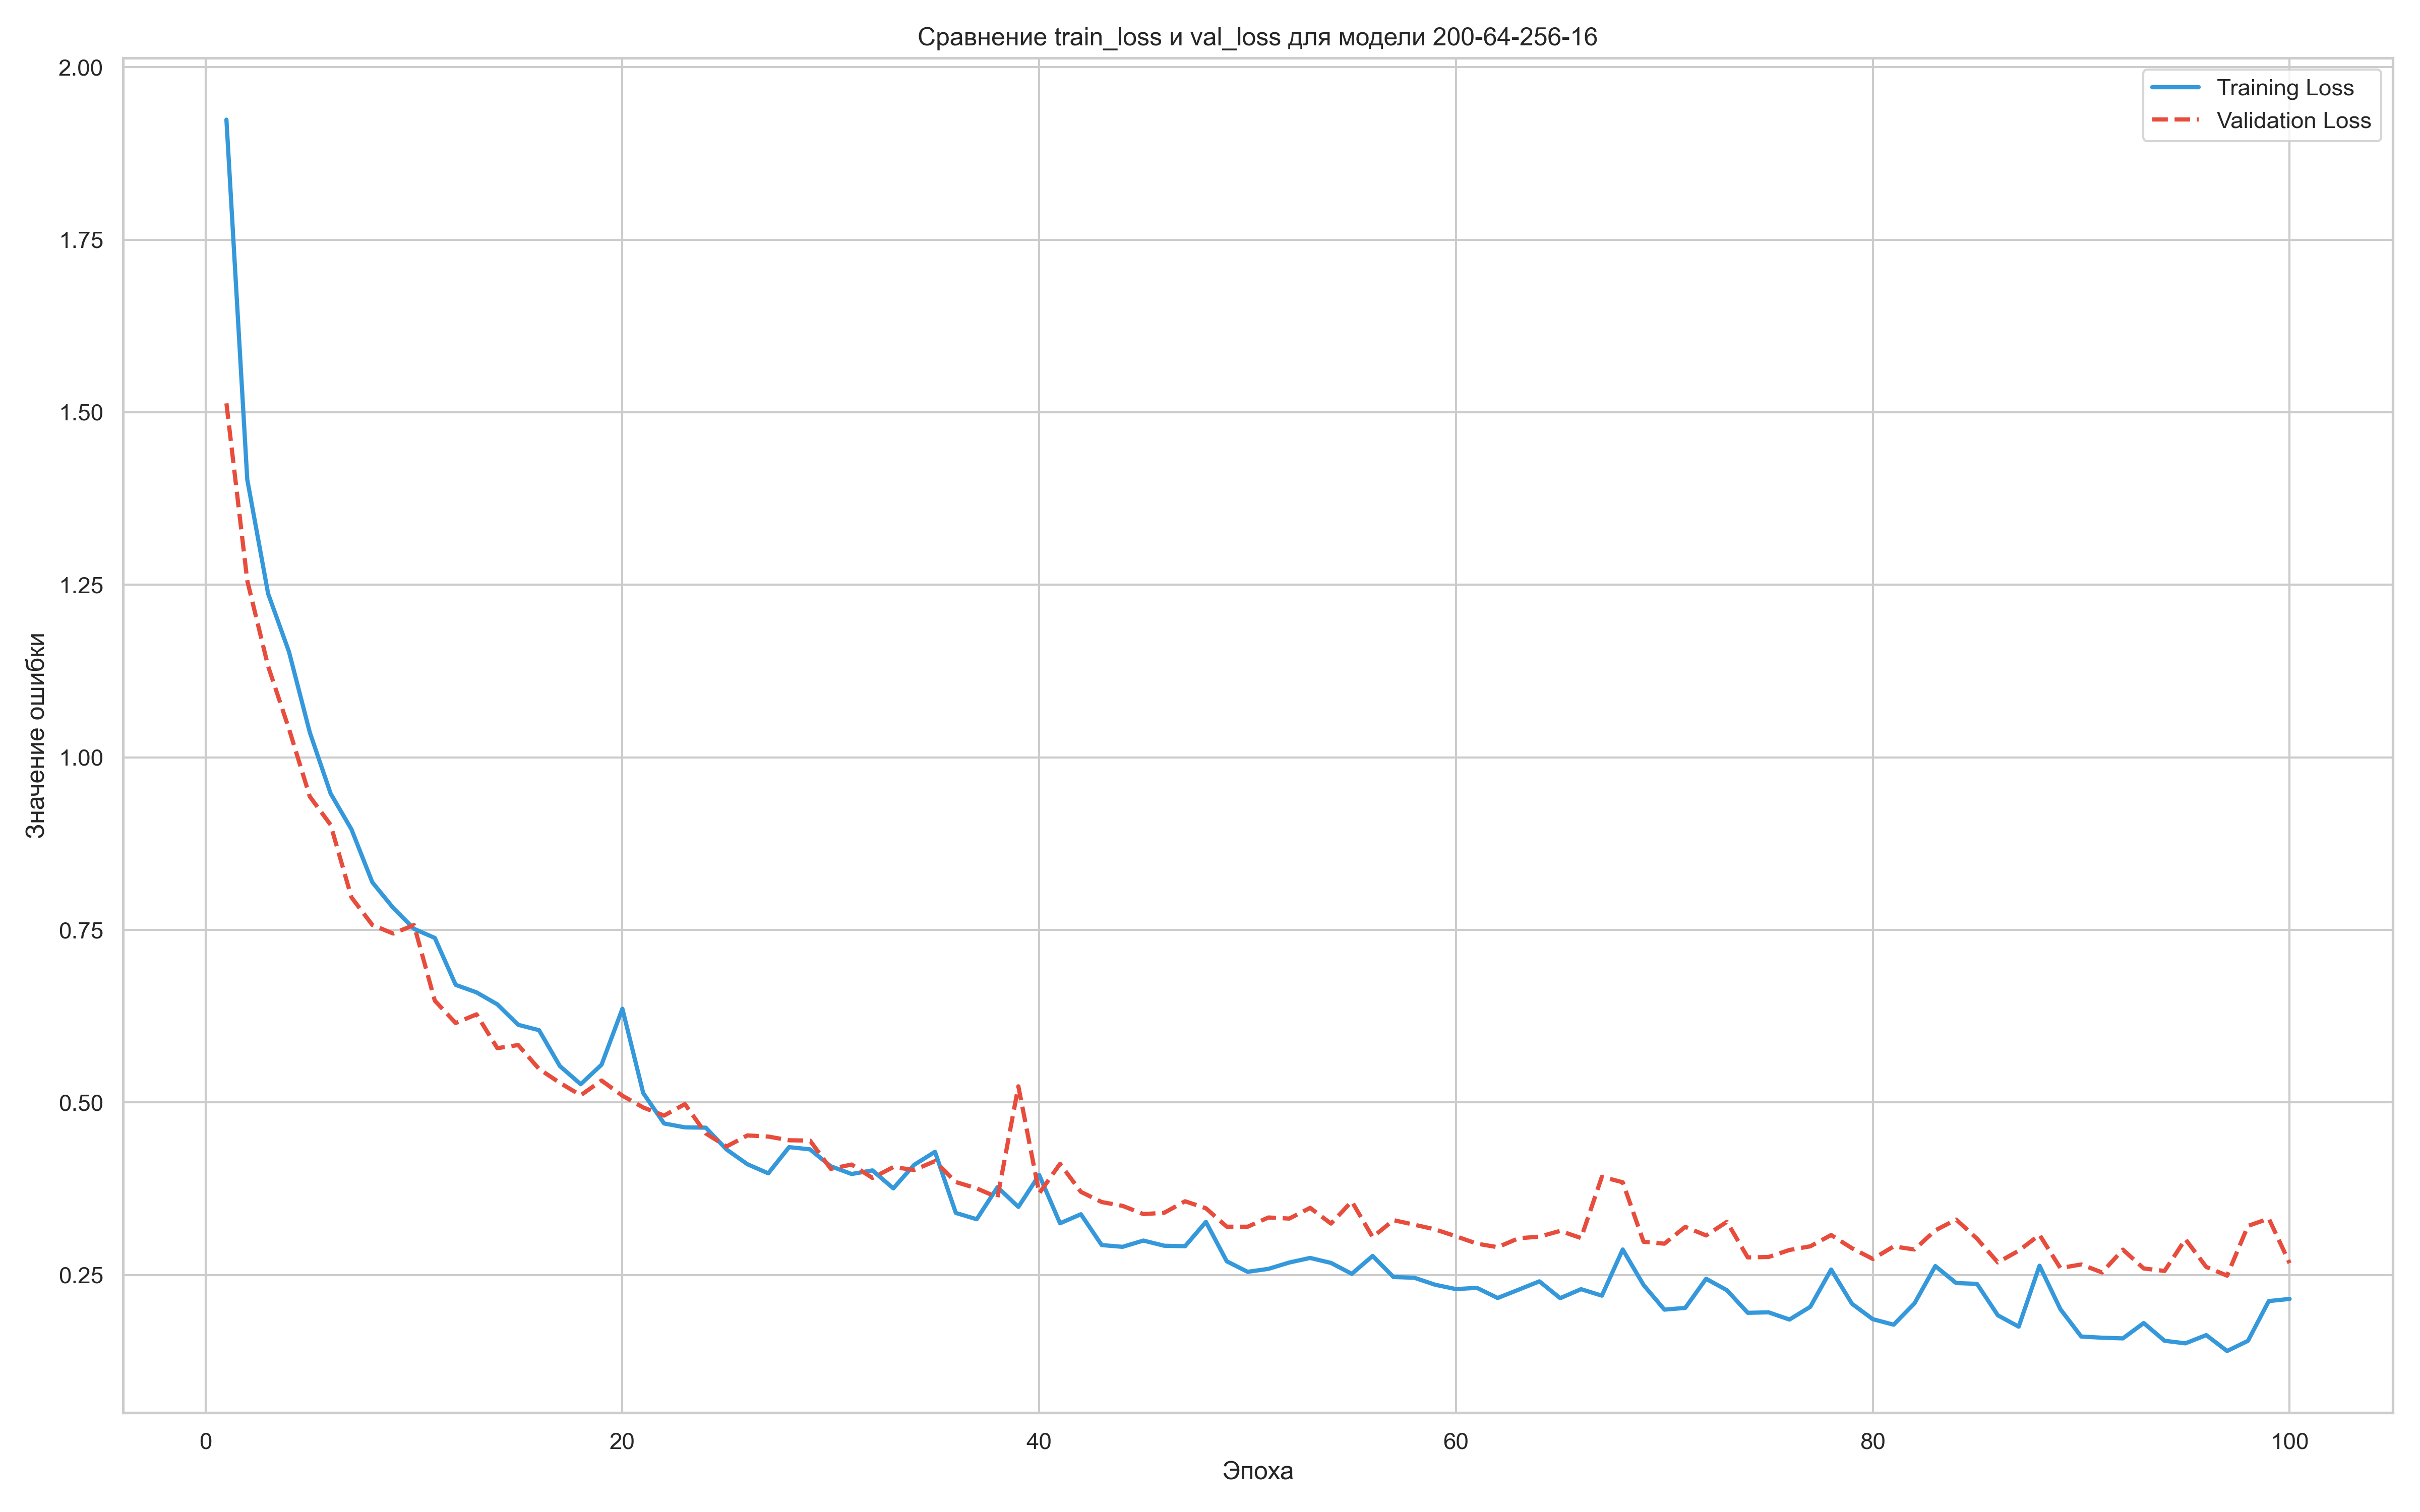 Сравнение train_loss и val_loss для модели 200-64-256-16
Training Loss
Validation Loss
2.00
1.75
1.50
1.25
1.00
0.75
0.50
0.25
Значение ошибки
0 20 40 60 80 100
Эпоха